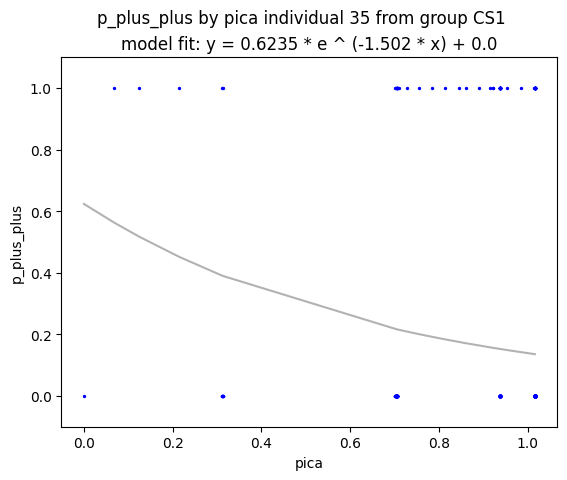 p_plus_plus by pica individual 35 from group CS1
model fit: y = 0.6235 * e ^ (-1.502 * x) + 0.0
1.0
0.8
0.6
0.4
0.2
0.0
p_plus_plus
0.0 0.2 0.4 0.6 0.8 1.0
pica